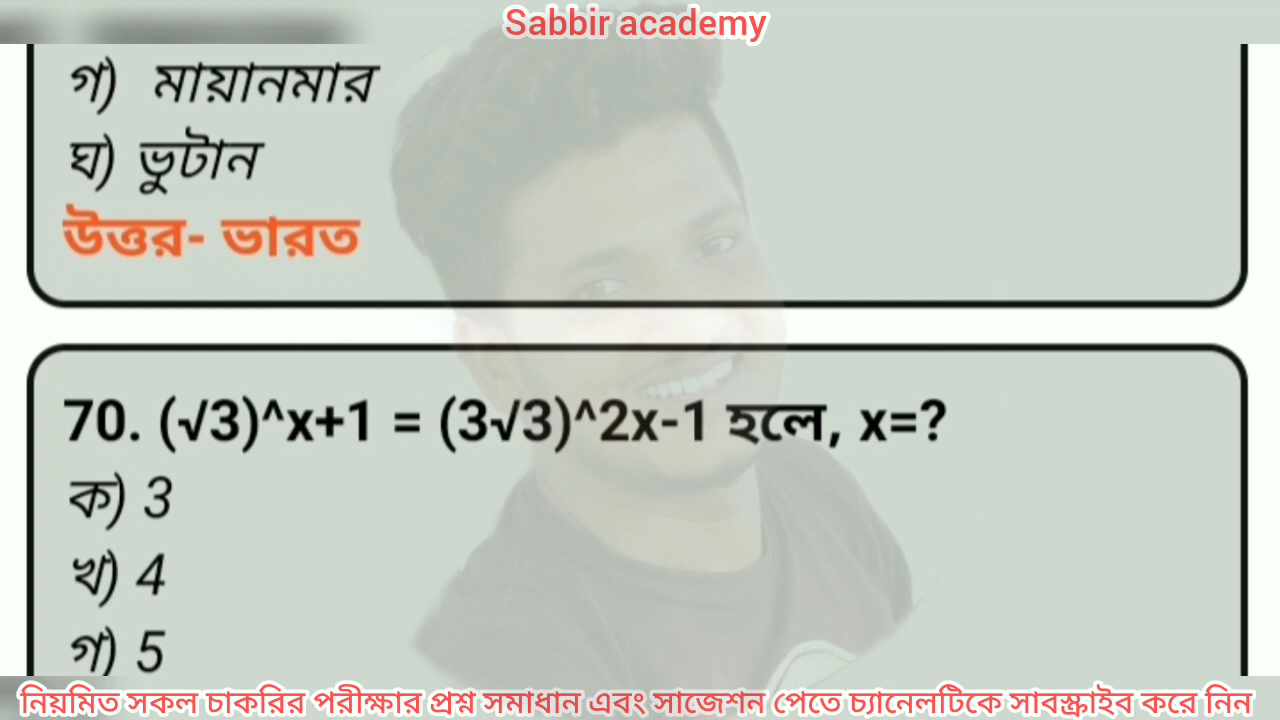 Sabbir academy
গ) মায়ানমার
ঘ) ভুটান
উত্তর- ভারত
70. (√3)^x+1 = (3√3)^2x-1 হলে, x=?
ক) 3
খ) 4
গ) 5
নিয়মিত সকল চাকরির পরীক্ষার প্রশ্ন সমাধান এবং সাজেশন পেতে চ্যানেলটিকে সাবস্ক্রাইব করে নিন